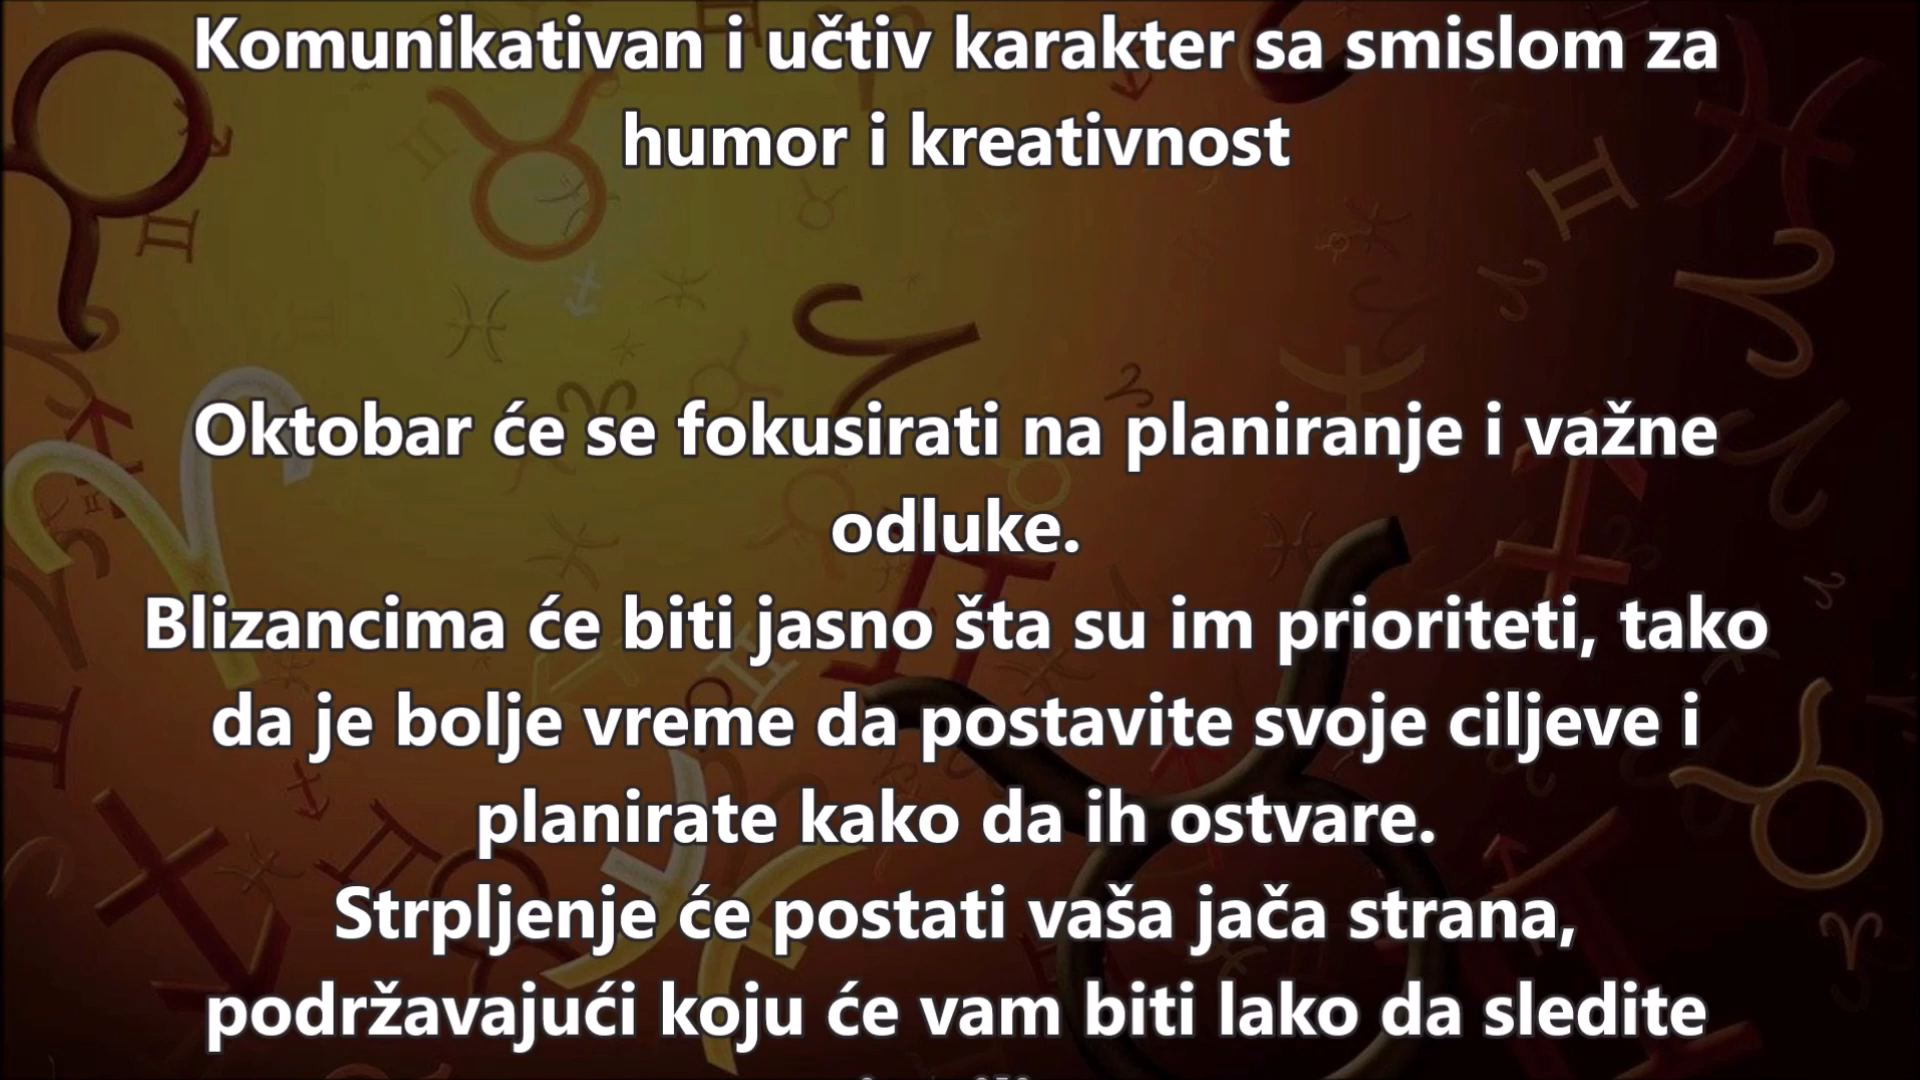 Komunikativan i učtiv karakter sa smislom za
humor i kreativnost
Oktobar će se fokusirati na planiranje i važne
odluke.
Blizancima će biti jasno šta su im prioriteti, tako
da je bolje vreme da postavite svoje ciljeve i
planirate kako da ih ostvare.
Strpljenje će postati vaša jača strana,
podržavajući koju će vam biti lako da sledite